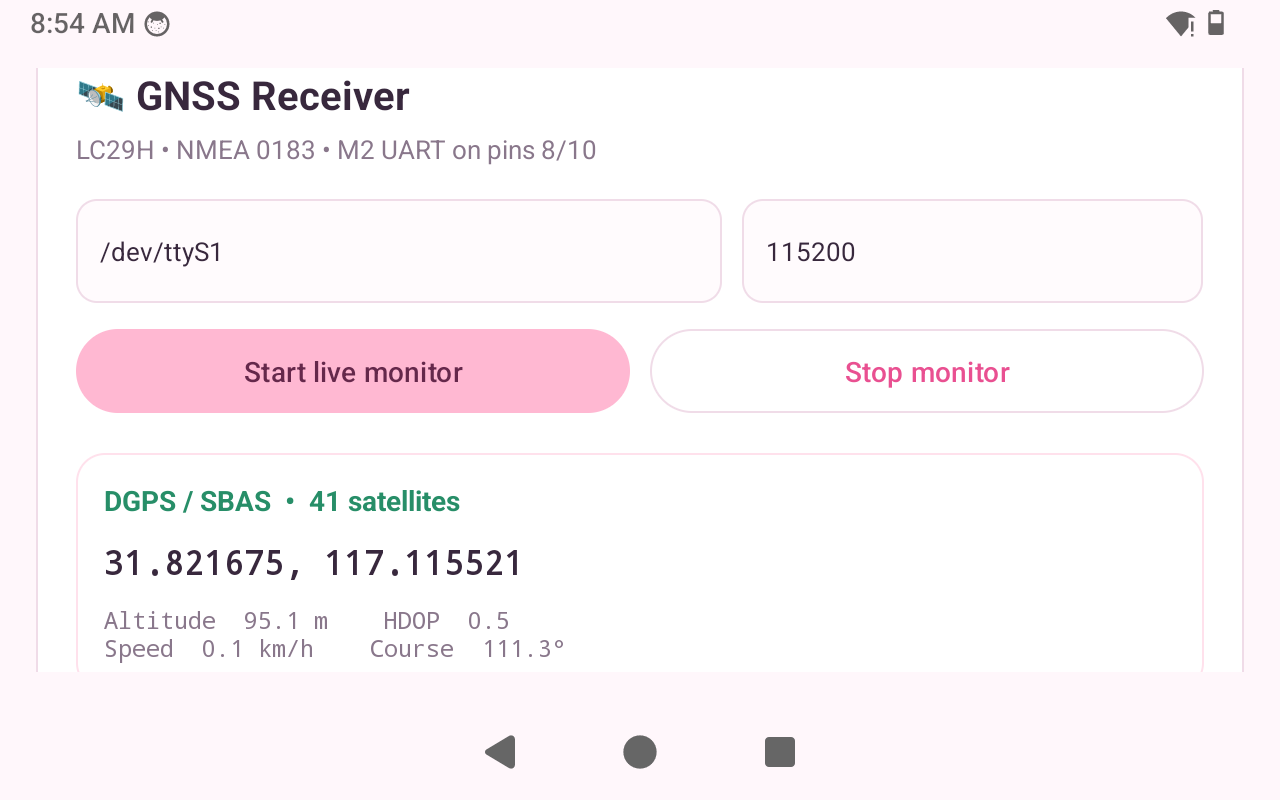 8:54 AM
GNSS Receiver
LC29H • NMEA 0183 • M2 UART on pins 8/10
/dev/ttyS1
115200
Start live monitor
Stop monitor
DGPS / SBAS • 41 satellites
31.821675, 117.115521
Altitude 95.1 m HDOP 0.5
Speed 0.1 km/h Course 111.3°